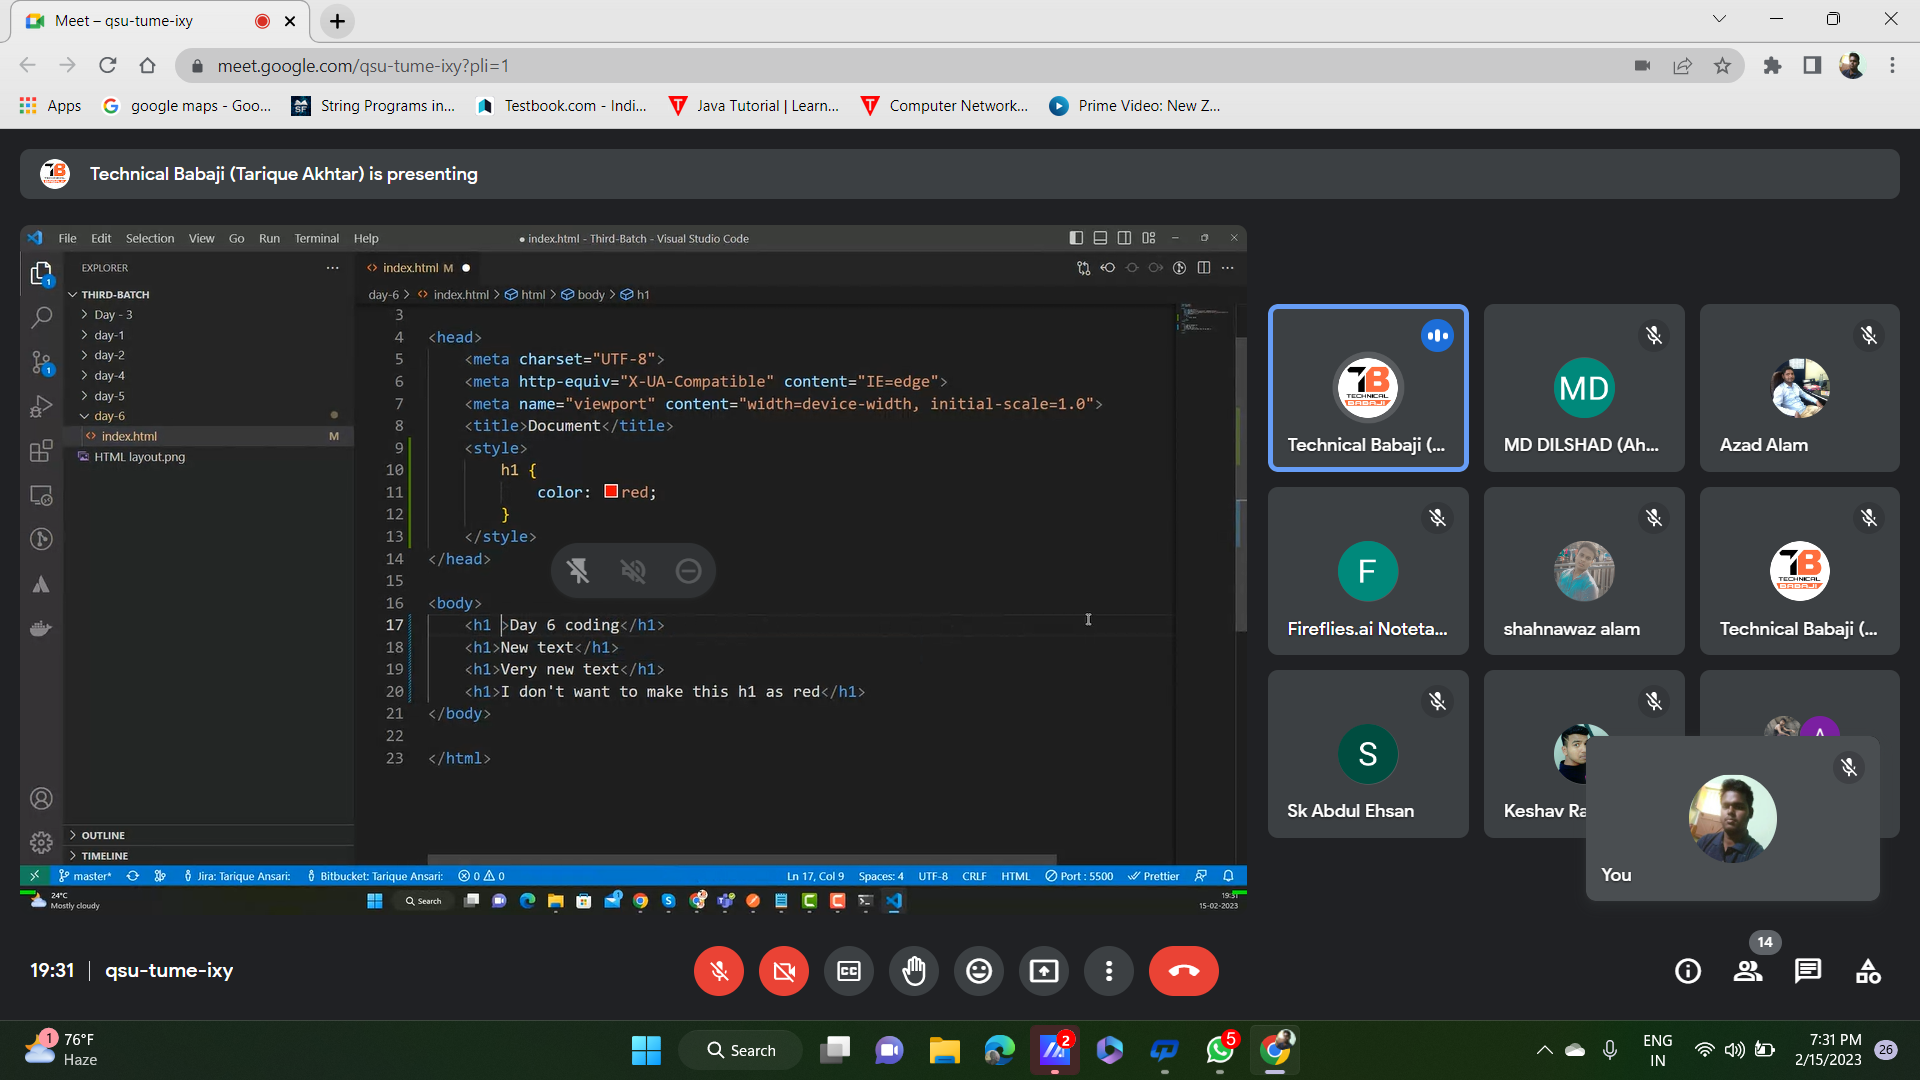 Meet – qsu-tume-ixy
meet.google.com/qsu-tume-ixy?pli=1
Apps
google maps - Goo...
String Programs in...
Testbook.com - Indi...
Java Tutorial | Learn...
Computer Network...
Prime Video: New Z...
Technical Babaji (Tarique Akhtar) is presenting
File Edit Selection View Go Run Terminal Help
● index.html - Third-Batch - Visual Studio Code
EXPLORER
THIRD-BATCH
Day - 3
day-1
day-2
day-4
day-5
day-6
index.html M
HTML layout.png
OUTLINE
TIMELINE
index.html M
day-6 > index.html > html > body > h1
3
4 <head>
5 <meta charset="UTF-8">
6 <meta http-equiv="X-UA-Compatible" content="IE=edge">
7 <meta name="viewport" content="width=device-width, initial-scale=1.0">
8 <title>Document</title>
9 <style>
10 h1 {
11 color: red;
12 }
13 </style>
14 </head>
15
16 <body>
17 <h1 >Day 6 coding</h1>
18 <h1>New text</h1>
19 <h1>Very new text</h1>
20 <h1>I don't want to make this h1 as red</h1>
21 </body>
22
23 </html>
master* Jira: Tarique Ansari: Bitbucket: Tarique Ansari: 0 0 Ln 17, Col 9 Spaces: 4 UTF-8 CRLF HTML Port : 5500 Prettier
24°C
Mostly cloudy
Search
19:31
15-02-2023
TECHNICAL
BABAJI
Technical Babaji (...
MD
MD DILSHAD (Ah...
Azad Alam
F
Fireflies.ai Noteta...
shahnawaz alam
TECHNICAL
BABAJI
Technical Babaji (...
S
Sk Abdul Ehsan
Keshav Ra
A
You
19:31 | qsu-tume-ixy
CC
14
1
76°F
Haze
Search
2
5
ENG
IN
7:31 PM
2/15/2023
26